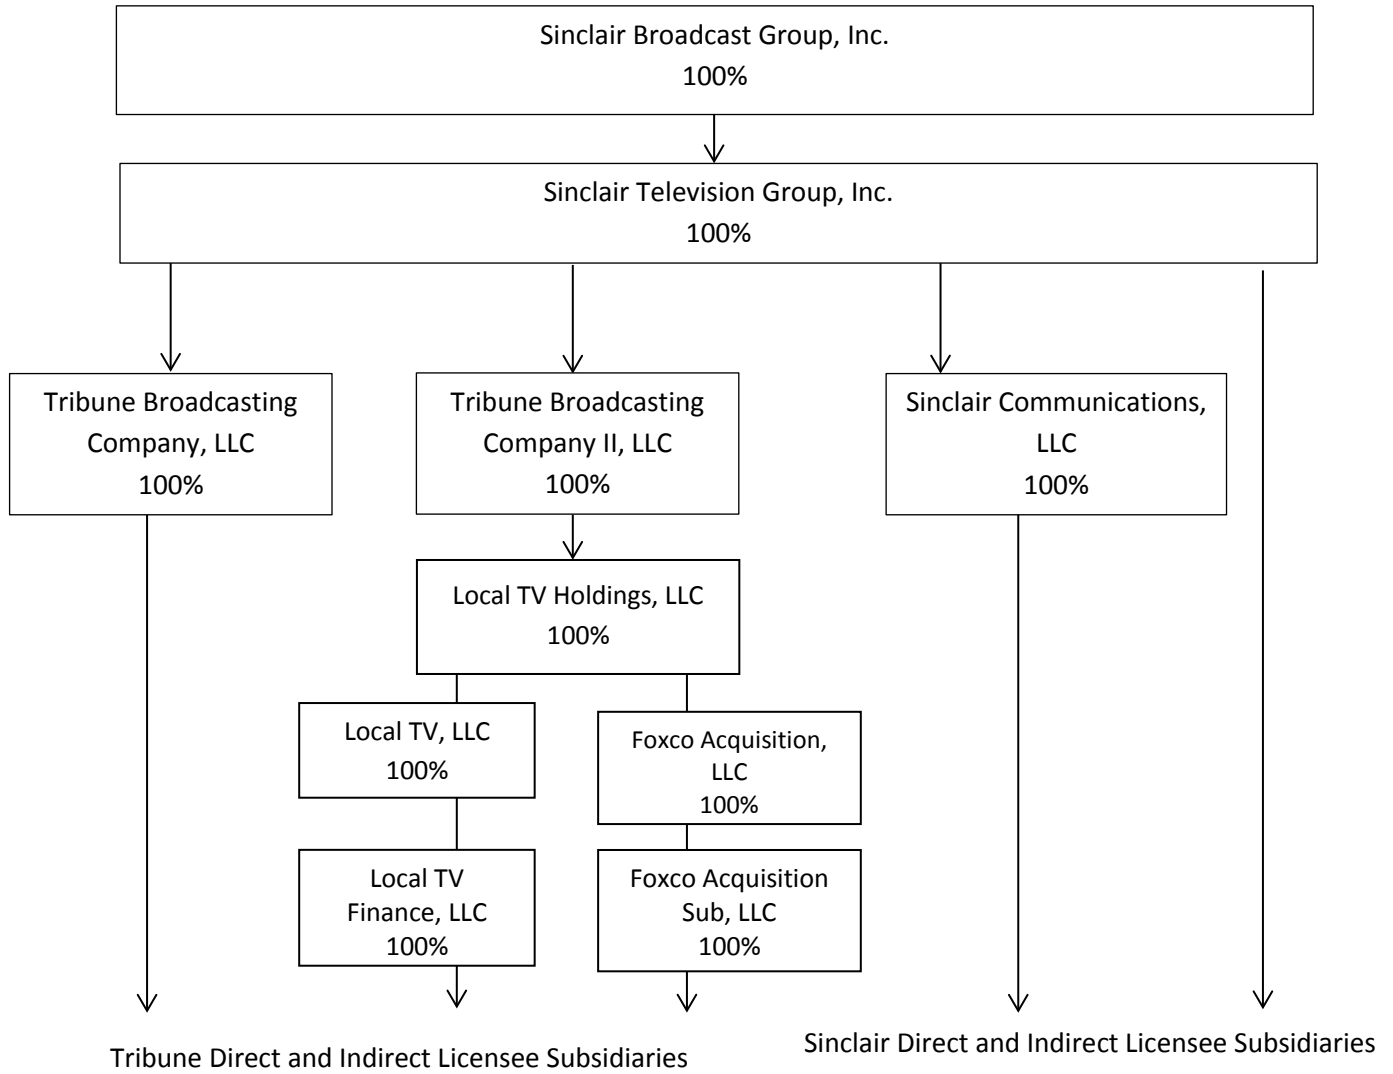 Sinclair Broadcast Group, Inc.
100%
Sinclair Television Group, Inc.
100%
Tribune Broadcasting
Company, LLC
100%
Tribune Broadcasting
Company II, LLC
100%
Sinclair Communications,
LLC
100%
Local TV Holdings, LLC
100%
Local TV, LLC
100%
Foxco Acquisition,
LLC
100%
Local TV
Finance, LLC
100%
Foxco Acquisition
Sub, LLC
100%
Tribune Direct and Indirect Licensee Subsidiaries
Sinclair Direct and Indirect Licensee Subsidiaries